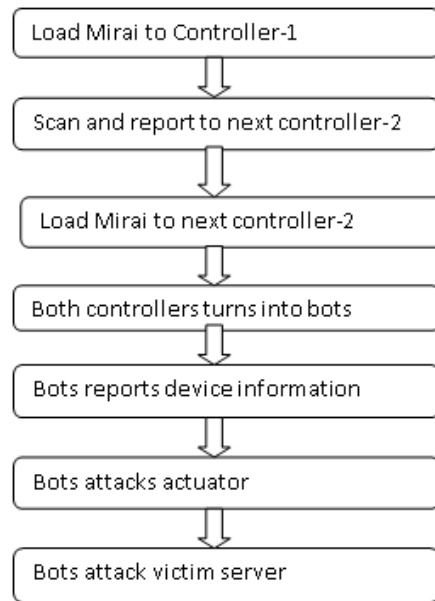 Load Mirai to Controller-1
Scan and report to next controller-2
Load Mirai to next controller-2
Both controllers turns into bots
Bots reports device information
Bots attacks actuator
Bots attack victim server